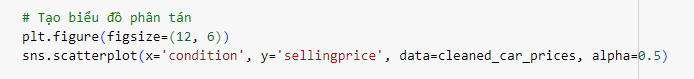 # Tạo biểu đồ phân tán
plt.figure(figsize=(12, 6))
sns.scatterplot(x='condition', y='sellingprice', data=cleaned_car_prices, alpha=0.5)